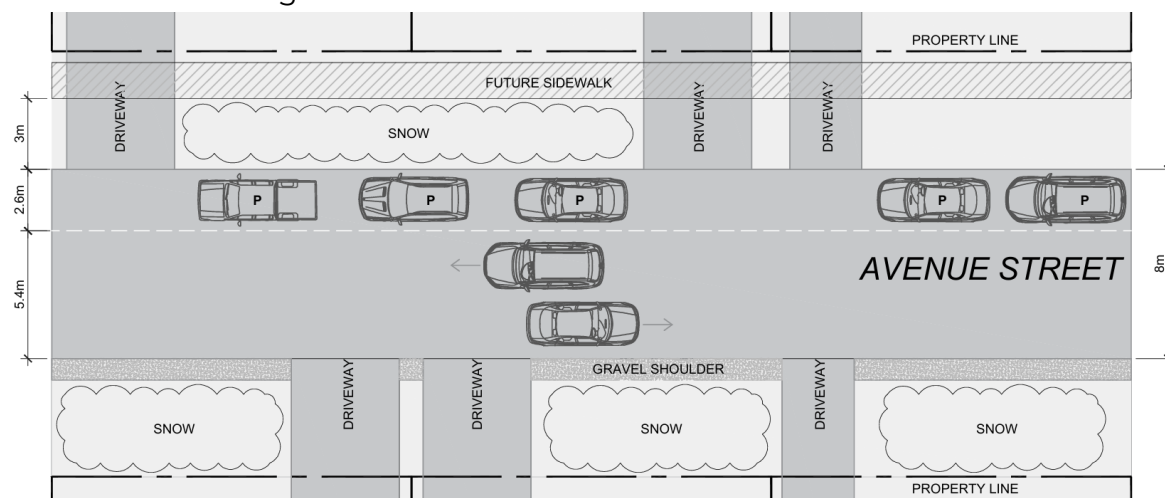 PROPERTY LINE
FUTURE SIDEWALK
DRIVEWAY
DRIVEWAY
DRIVEWAY
SNOW
3m
2.6m
P
P
P
P
P
AVENUE STREET
5.4m
8m
GRAVEL SHOULDER
DRIVEWAY
DRIVEWAY
DRIVEWAY
SNOW
SNOW
SNOW
PROPERTY LINE